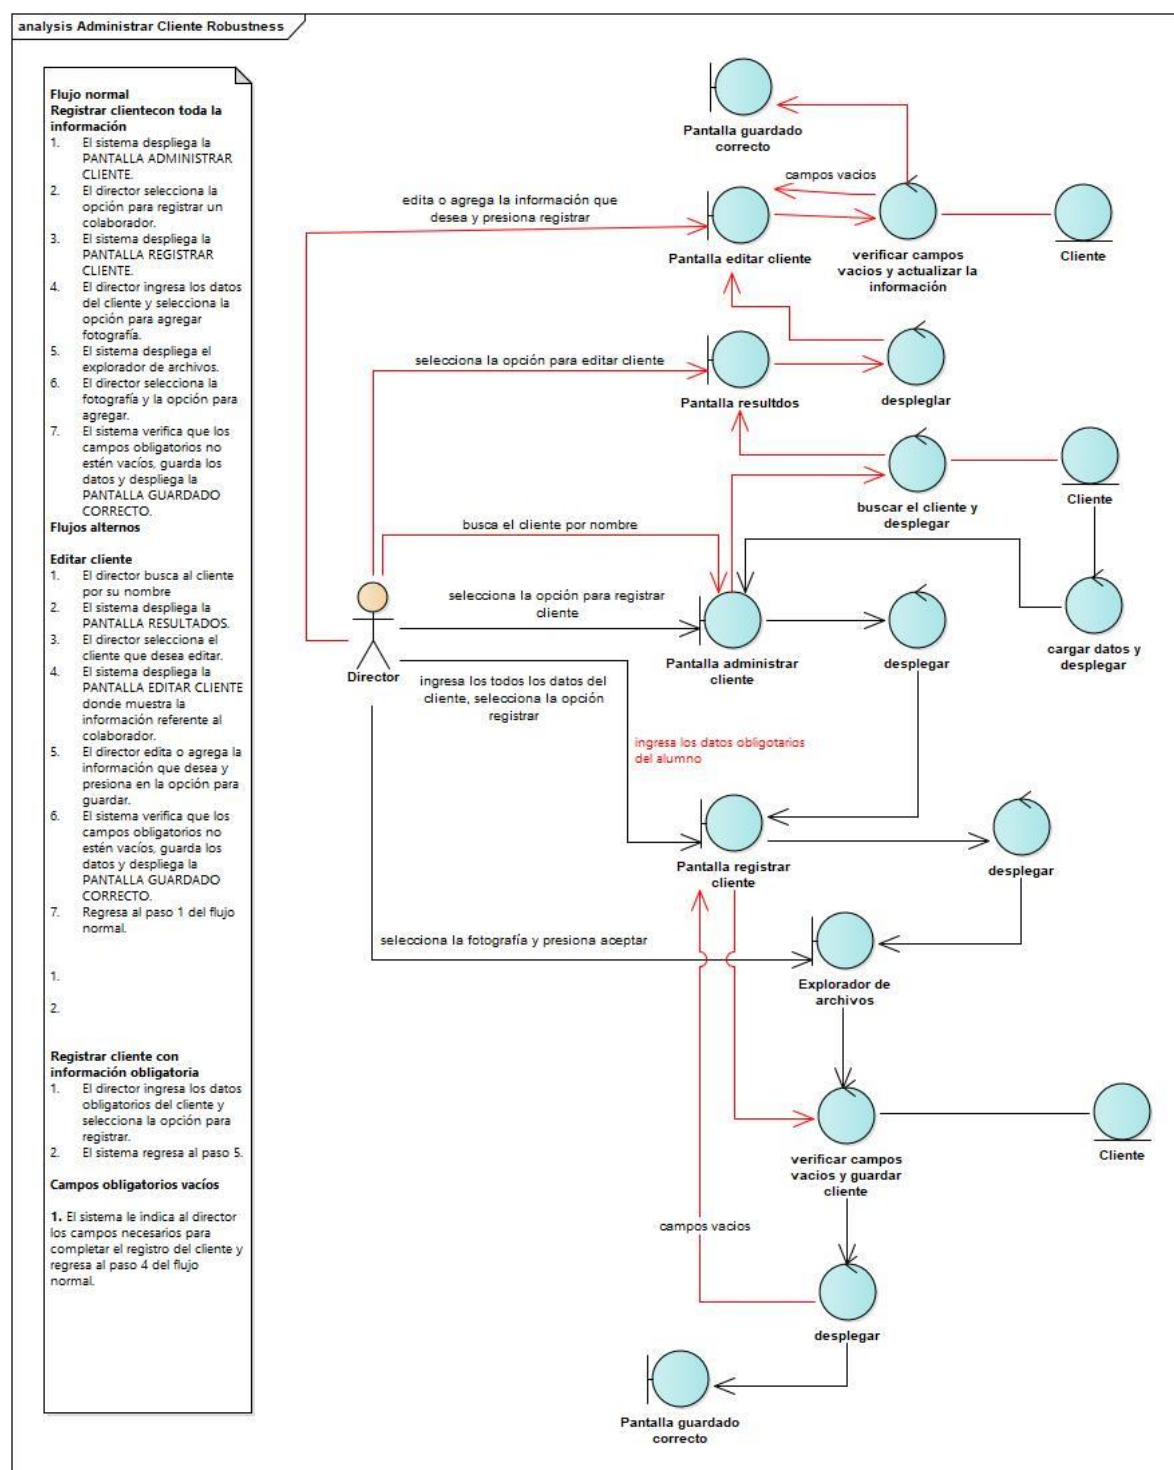 analysis Administrar Cliente Robustness
Flujo normal
Registrar clientecon toda la
información
1. El sistema despliega la
PANTALLA ADMINISTRAR
CLIENTE.
2. El director selecciona la
opción para registrar un
colaborador.
3. El sistema despliega la
PANTALLA REGISTRAR
CLIENTE.
4. El director ingresa los datos
del cliente y selecciona la
opción para agregar
fotografía.
5. El sistema despliega el
explorador de archivos.
6. El director selecciona la
fotografía y la opción para
agregar.
7. El sistema verifica que los
campos obligatorios no
estén vacíos, guarda los
datos y despliega la
PANTALLA GUARDADO
CORRECTO.
Flujos alternos
Editar cliente
1. El director busca al cliente
por su nombre
2. El sistema despliega la
PANTALLA RESULTADOS.
3. El director selecciona el
cliente que desea editar.
4. El sistema despliega la
PANTALLA EDITAR CLIENTE
donde muestra la
información referente al
colaborador.
5. El director edita o agrega la
información que desea y
presiona en la opción para
guardar.
6. El sistema verifica que los
campos obligatorios no
estén vacíos, guarda los
datos y despliega la
PANTALLA GUARDADO
CORRECTO.
7. Regresa al paso 1 del flujo
normal.
1.
2.
Registrar cliente con
información obligatoria
1. El director ingresa los datos
obligatorios del cliente y
selecciona la opción para
registrar.
2. El sistema regresa al paso 5.
Campos obligatorios vacíos
1. El sistema le indica al director
los campos necesarios para
completar el registro del cliente y
regresa al paso 4 del flujo
normal.
Pantalla guardado
correcto
campos vacios
edita o agrega la información que
desea y presiona registrar
Pantalla editar cliente
verificar campos
vacios y actualizar la
información
Cliente
selecciona la opción para editar cliente
Pantalla resultdos
despleglar
buscar el cliente y
desplegar
Cliente
busca el cliente por nombre
selecciona la opción para registrar
cliente
Director
Pantalla administrar
cliente
desplegar
cargar datos y
desplegar
ingresa los todos los datos del
cliente, selecciona la opción
registrar
ingresa los datos obligotarios
del alumno
Pantalla registrar
cliente
desplegar
selecciona la fotografía y presiona aceptar
Explorador de
archivos
verificar campos
vacios y guardar
cliente
Cliente
campos vacios
desplegar
Pantalla guardado
correcto